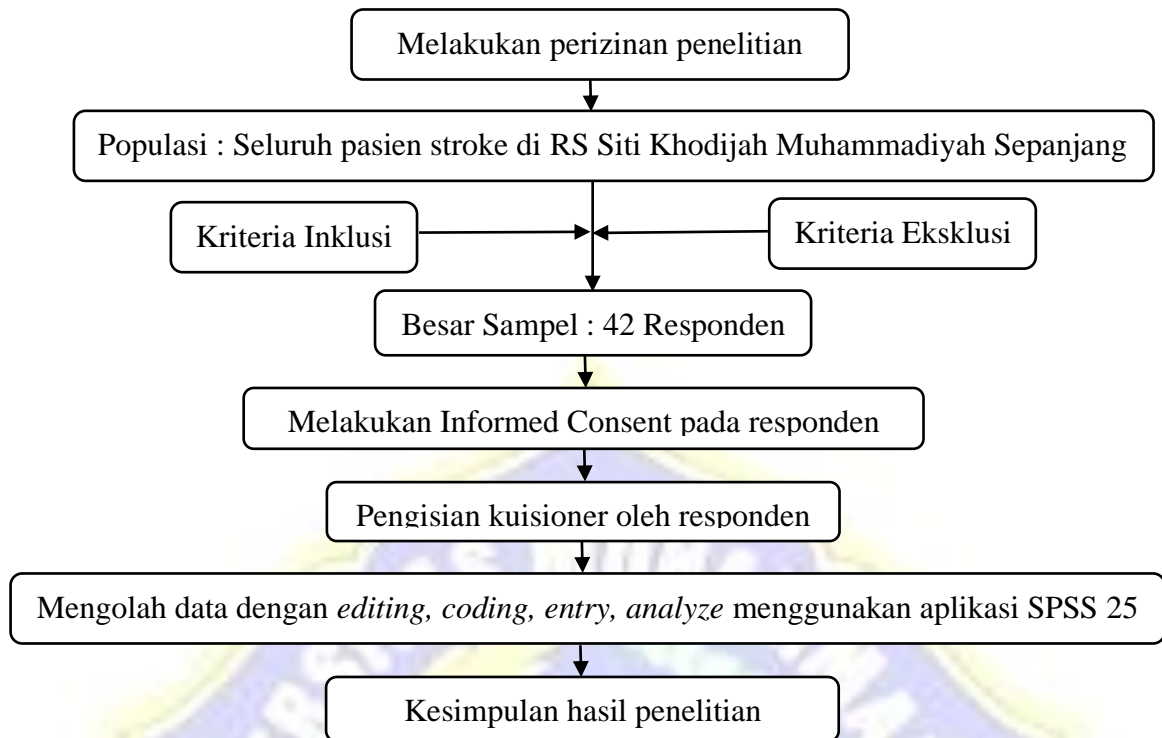 Melakukan perizinan penelitian
Populasi : Seluruh pasien stroke di RS Siti Khodijah Muhammadiyah Sepanjang
Kriteria Inklusi
Kriteria Eksklusi
Besar Sampel : 42 Responden
Melakukan Informed Consent pada responden
Pengisian kuisioner oleh responden
Mengolah data dengan editing, coding, entry, analyze menggunakan aplikasi SPSS 25
Kesimpulan hasil penelitian